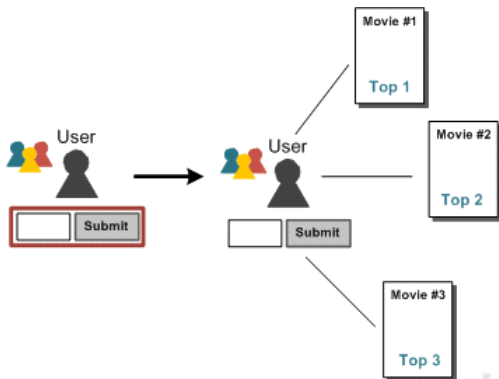 User
Submit
User
Submit
Movie #1
Top 1
Movie #2
Top 2
Movie #3
Top 3